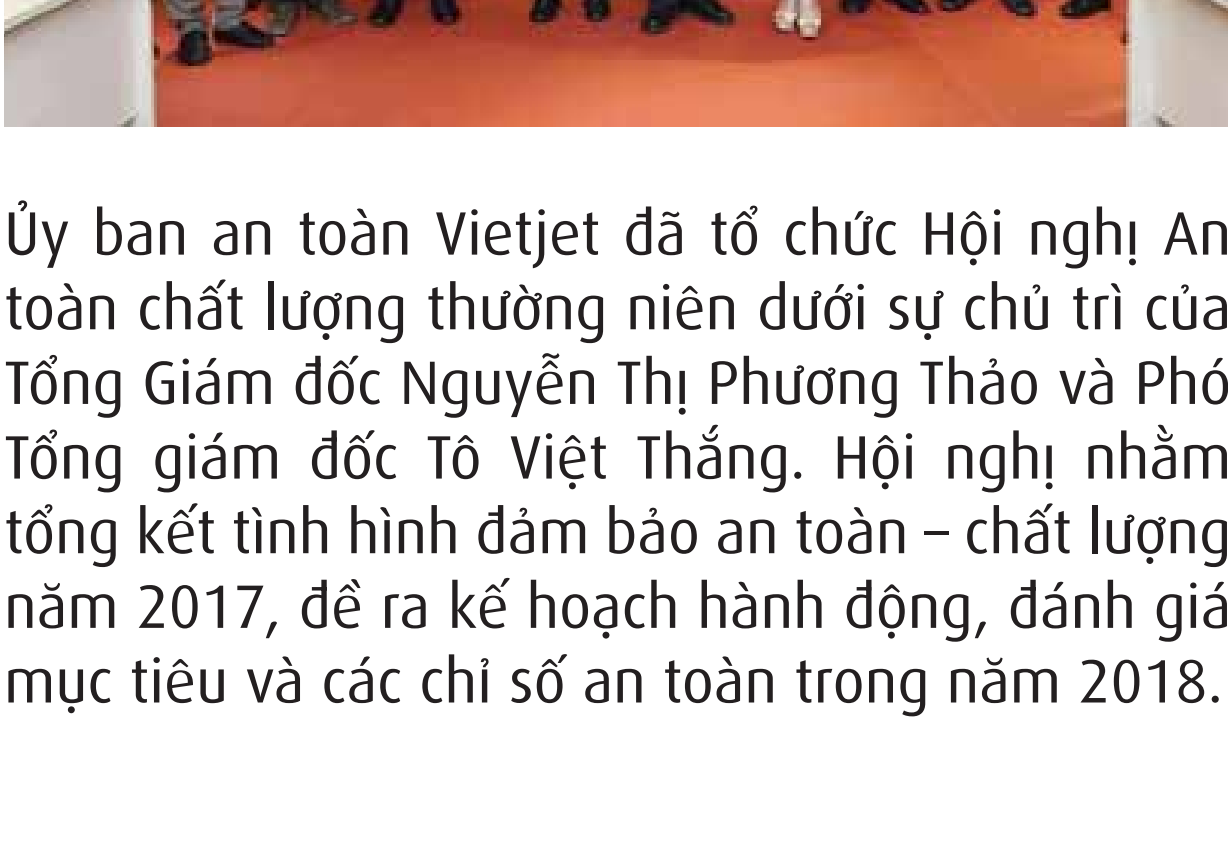 Ủy ban an toàn Vietjet đã tổ chức Hội nghị An
toàn chất lượng thường niên dưới sự chủ trì của
Tổng Giám đốc Nguyễn Thị Phương Thảo và Phó
Tổng giám đốc Tô Việt Thắng. Hội nghị nhằm
tổng kết tình hình đảm bảo an toàn – chất lượng
năm 2017, đề ra kế hoạch hành động, đánh giá
mục tiêu và các chỉ số an toàn trong năm 2018.